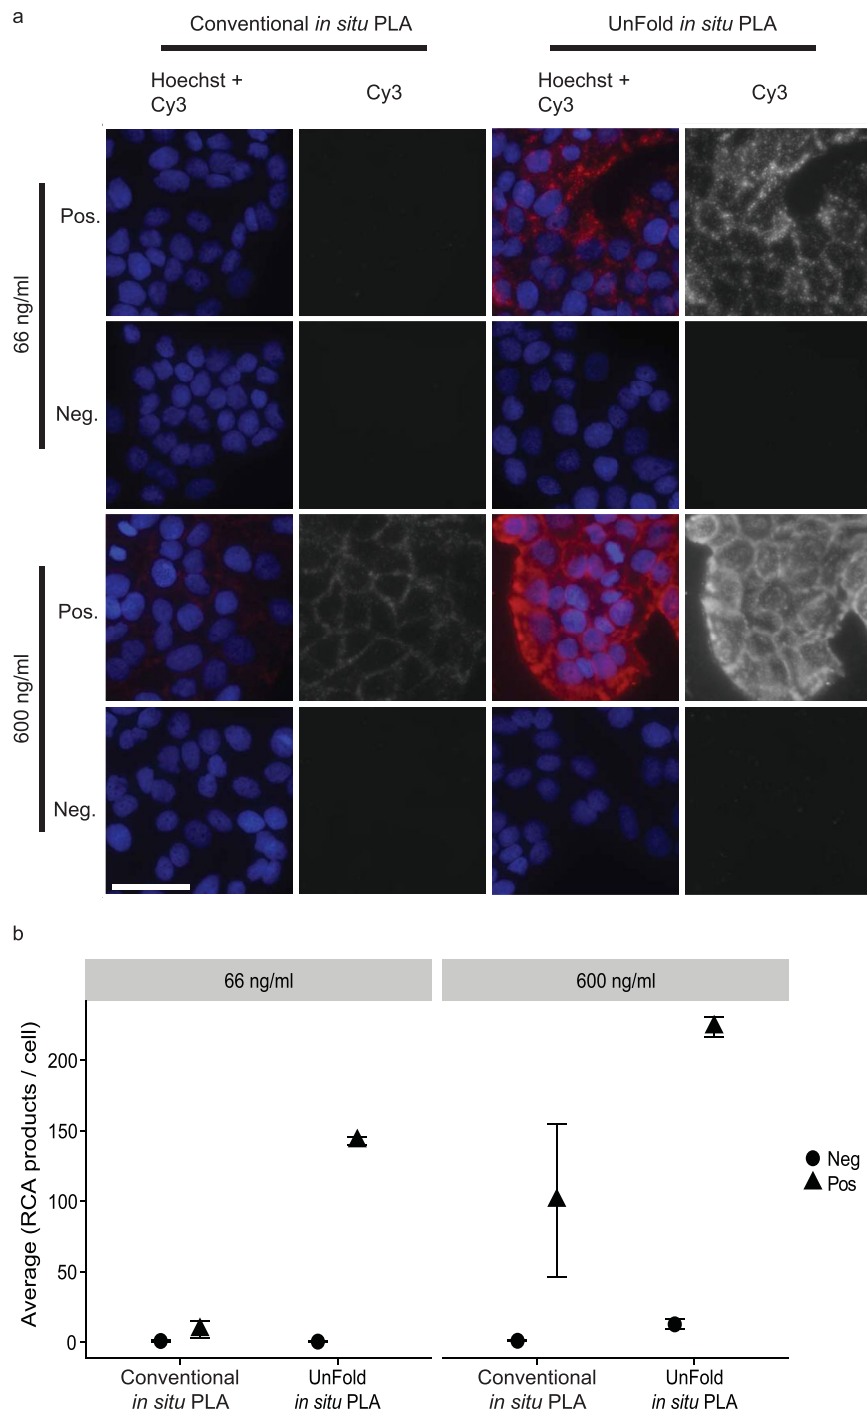 a
Conventional in situ PLA
UnFold in situ PLA
Hoechst +
Cy3
Cy3
Hoechst +
Cy3
Cy3
66 ng/ml
Pos.
Neg.
600 ng/ml
Pos.
Neg.
b
66 ng/ml
600 ng/ml
Average (RCA products / cell)
200
150
100
50
0
Neg
Pos
Conventional
in situ PLA
UnFold
in situ PLA
Conventional
in situ PLA
UnFold
in situ PLA